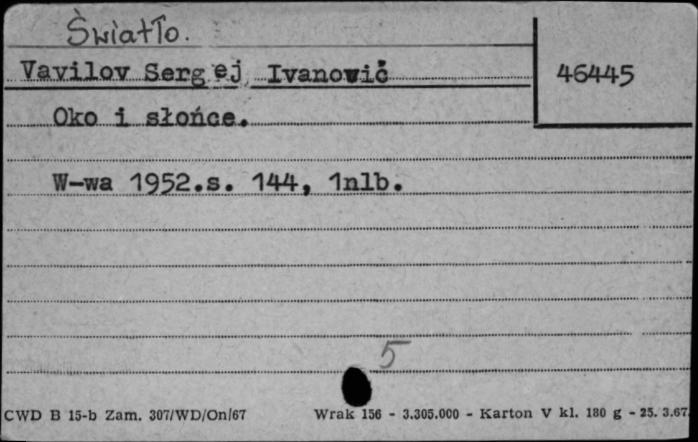 Światło.
Vavilov Sergej Ivanovič
46445
Oko i słońce.
W-wa 1952.s. 144, 1nlb.
5
CWD B 15-b Zam. 307/WD/On/67 Wrak 156 - 3.305.000 - Karton V kl. 180 g - 25. 3.67.